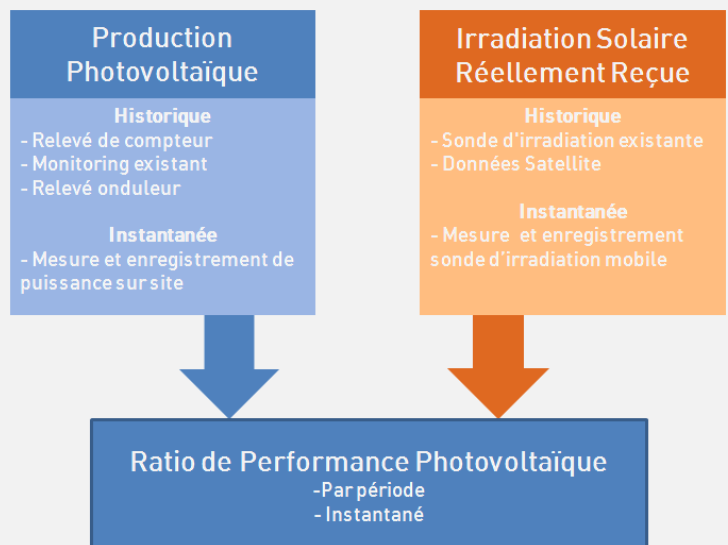 Production
Photovoltaïque
Historique
- Relevé de compteur
- Monitoring existant
- Relevé onduleur
Instantanée
- Mesure et enregistrement de
puissance sur site
Irradiation Solaire
Réellement Reçue
Historique
- Sonde d'irradiation existante
- Données Satellite
Instantanée
- Mesure et enregistrement
sonde d'irradiation mobile
Ratio de Performance Photovoltaïque
-Par période
- Instantané